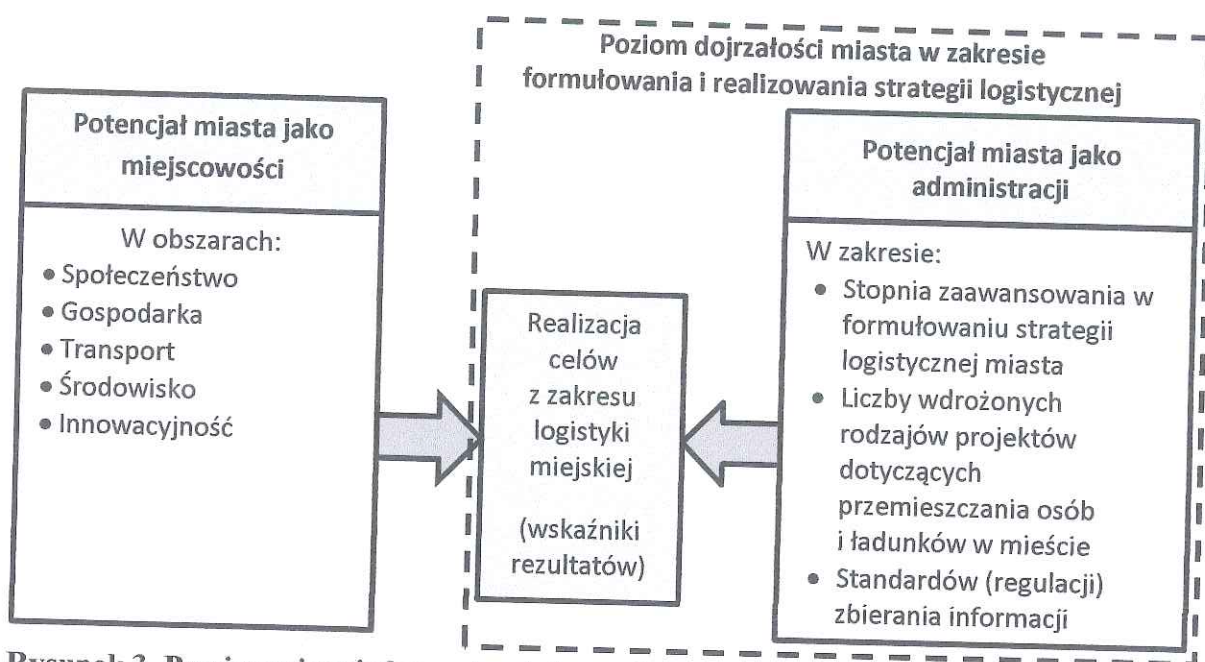 Poziom dojrzałości miasta w zakresie
formułowania i realizowania strategii logistycznej
Potencjał miasta jako
miejscowości
W obszarach:
• Społeczeństwo
• Gospodarka
• Transport
• Środowisko
• Innowacyjność
Realizacja
celów
z zakresu
logistyki
miejskiej
(wskaźniki
rezultatów)
Potencjał miasta jako
administracji
W zakresie:
• Stopnia zaawansowania w
formułowaniu strategii
logistycznej miasta
• Liczby wdrożonych
rodzajów projektów
dotyczących
przemieszczania osób
i ładunków w mieście
• Standardów (regulacji)
zbierania informacji
Rysunek 3.